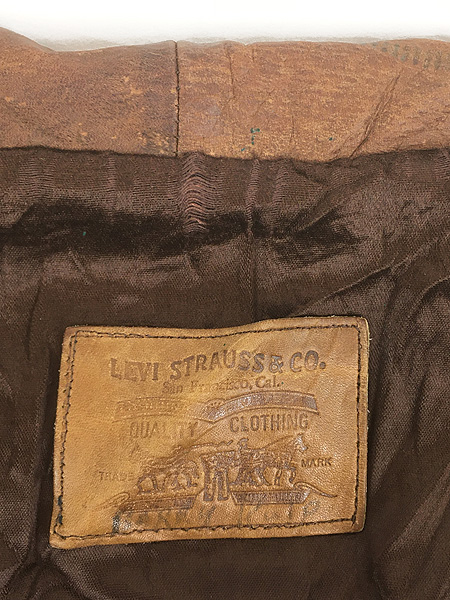 LEVI STRAUSS & CO.
San Francisco, Cal.
QUALITY CLOTHING
TRADE MARK